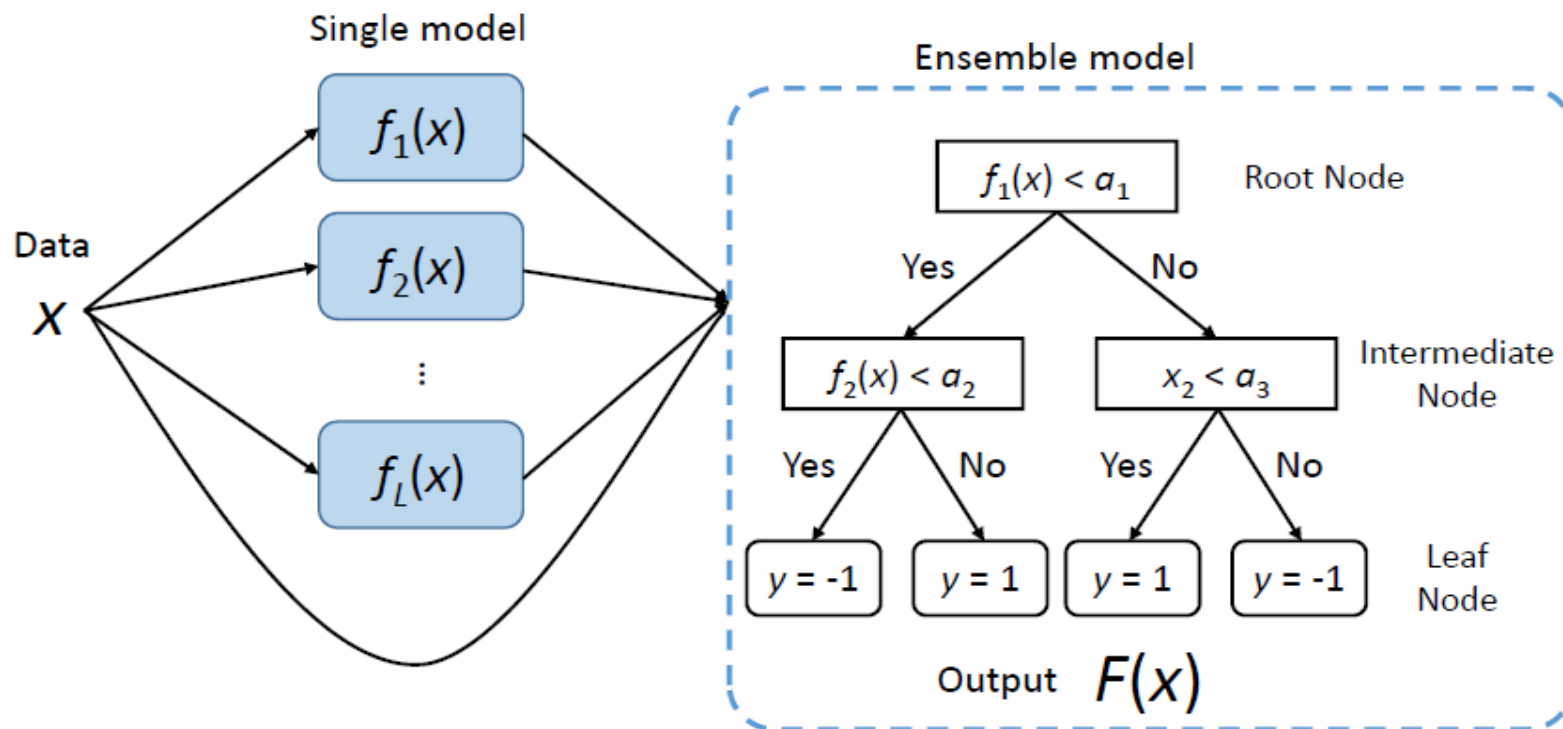 Single model
Ensemble model
f₁(x)
f₁(x) < a₁
Root Node
Data
x
f₂(x)
Yes
No
⋮
f₂(x) < a₂
x₂ < a₃
Intermediate
Node
f_L(x)
Yes
No
Yes
No
y = -1
y = 1
y = 1
y = -1
Leaf
Node
Output F(x)